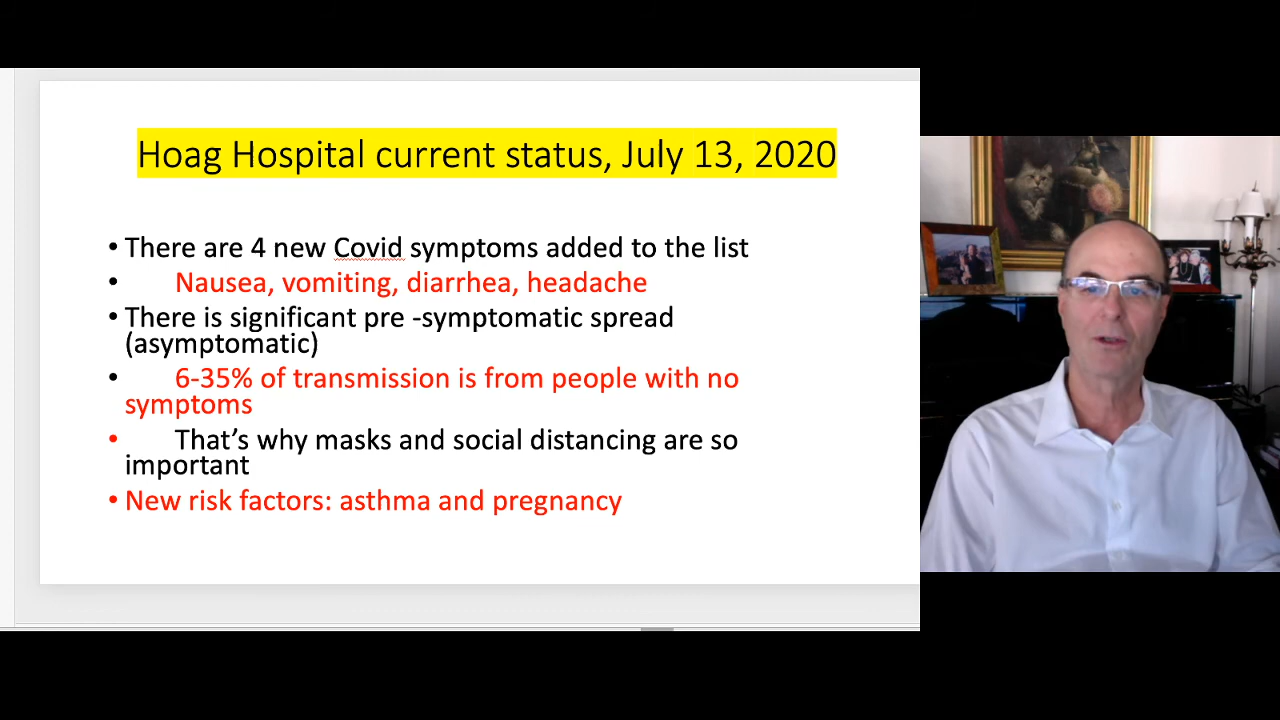 Hoag Hospital current status, July 13, 2020
• There are 4 new Covid symptoms added to the list
• Nausea, vomiting, diarrhea, headache
• There is significant pre -symptomatic spread
(asymptomatic)
• 6-35% of transmission is from people with no
symptoms
• That’s why masks and social distancing are so
important
• New risk factors: asthma and pregnancy